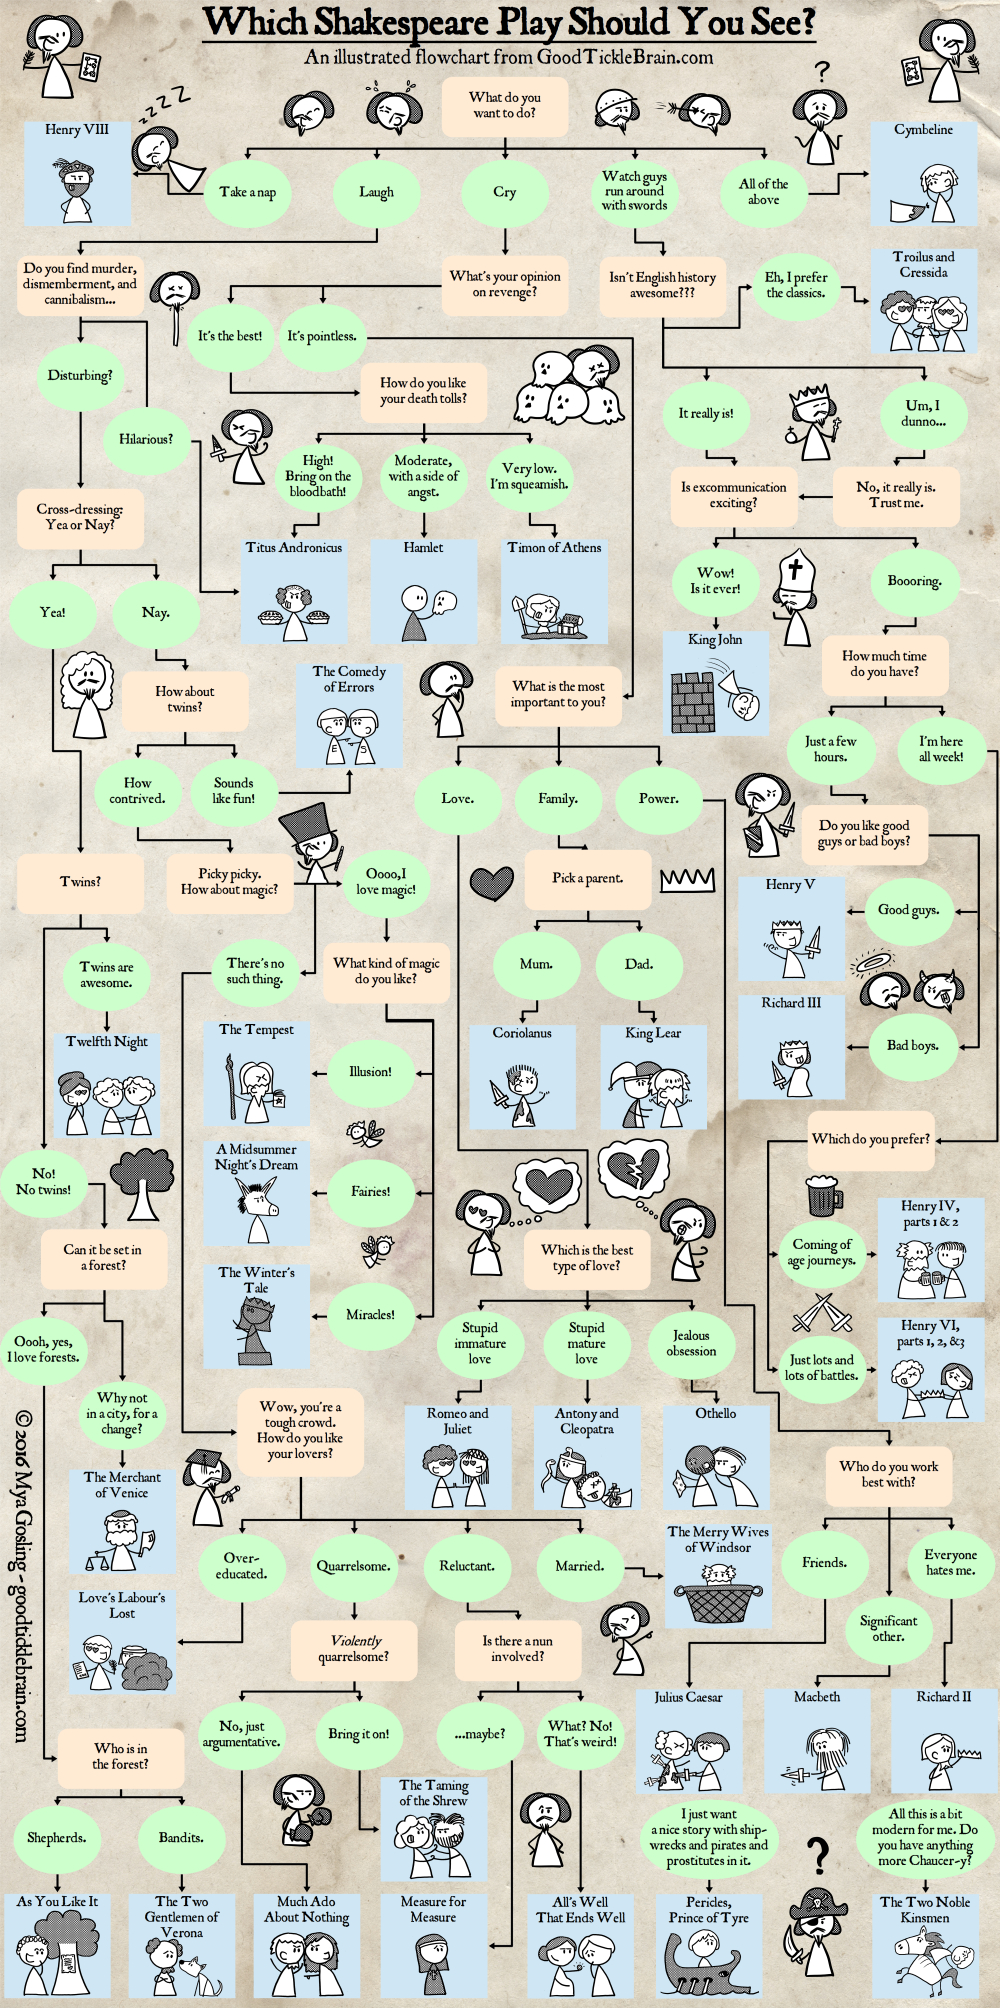 Which Shakespeare Play Should You See?
An illustrated flowchart from GoodTickleBrain.com
What do you
want to do?
?
zzzz
Henry VIII
Cymbeline
Take a nap
Laugh
Cry
Watch guys
run around
with swords
All of the
above
Do you find murder,
dismemberment, and
cannibalism...
What's your opinion
on revenge?
Isn't English history
awesome???
Eh, I prefer
the classics.
Troilus and
Cressida
It's the best!
It's pointless.
Disturbing?
How do you like
your death tolls?
It really is!
Um, I
dunno...
Hilarious?
High!
Bring on the
bloodbath!
Moderate,
with a side of
angst.
Very low.
I'm squeamish.
Is excommunication
exciting?
No, it really is.
Trust me.
Cross-dressing:
Yea or Nay?
Titus Andronicus
Hamlet
Timon of Athens
Wow!
Is it ever!
Boooring.
Yea!
Nay.
King John
How much time
do you have?
How about
twins?
The Comedy
of Errors
E
S
What is the most
important to you?
Just a few
hours.
I'm here
all week!
How
contrived.
Sounds
like fun!
Love.
Family.
Power.
Do you like good
guys or bad boys?
Twins?
Picky picky.
How about magic?
Oooo, I
love magic!
Pick a parent.
Henry V
Good guys.
Twins are
awesome.
There's no
such thing.
What kind of magic
do you like?
Mum.
Dad.
Richard III
Bad boys.
Twelfth Night
The Tempest
Illusion!
Coriolanus
King Lear
Which do you prefer?
No!
No twins!
A Midsummer
Night's Dream
Fairies!
Henry IV,
parts 1 & 2
Coming of
age journeys.
Can it be set in
a forest?
The Winter's
Tale
Miracles!
Which is the best
type of love?
Oooh, yes,
I love forests.
Stupid
immature
love
Stupid
mature
love
Jealous
obsession
Henry VI,
parts 1, 2, &3
Just lots and
lots of battles.
Why not
in a city, for a
change?
Wow, you're a
tough crowd.
How do you like
your lovers?
Romeo and
Juliet
Antony and
Cleopatra
Othello
Who do you work
best with?
The Merchant
of Venice
Over-
educated.
Quarrelsome.
Reluctant.
Married.
The Merry Wives
of Windsor
Friends.
Everyone
hates me.
Significant
other.
Love's Labour's
Lost
Violently
quarrelsome?
Is there a nun
involved?
Julius Caesar
Macbeth
Richard II
No, just
argumentative.
Bring it on!
...maybe?
What? No!
That's weird!
Who is in
the forest?
The Taming
of the Shrew
Shepherds.
Bandits.
I just want
a nice story with ship-
wrecks and pirates and
prostitutes in it.
?
All this is a bit
modern for me. Do
you have anything
more Chaucer-y?
As You Like It
The Two
Gentlemen of
Verona
Much Ado
About Nothing
Measure for
Measure
All's Well
That Ends Well
Pericles,
Prince of Tyre
The Two Noble
Kinsmen
© 2016 Mya Gosling - goodticklebrain.com